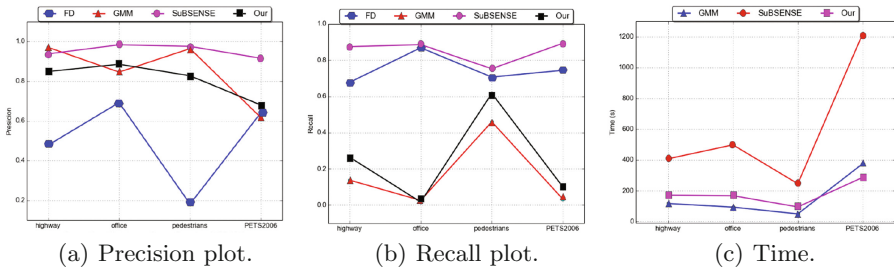 FD GMM SuBSENSE Our
Precision
1.0
0.8
0.6
0.4
0.2
highway office pedestrians PETS2006
(a) Precision plot.
FD GMM SuBSENSE Our
Recall
1.0
0.8
0.6
0.4
0.2
0.0
highway office pedestrians PETS2006
(b) Recall plot.
GMM SuBSENSE Our
Time (s)
1200
1000
800
600
400
200
0
highway office pedestrians PETS2006
(c) Time.